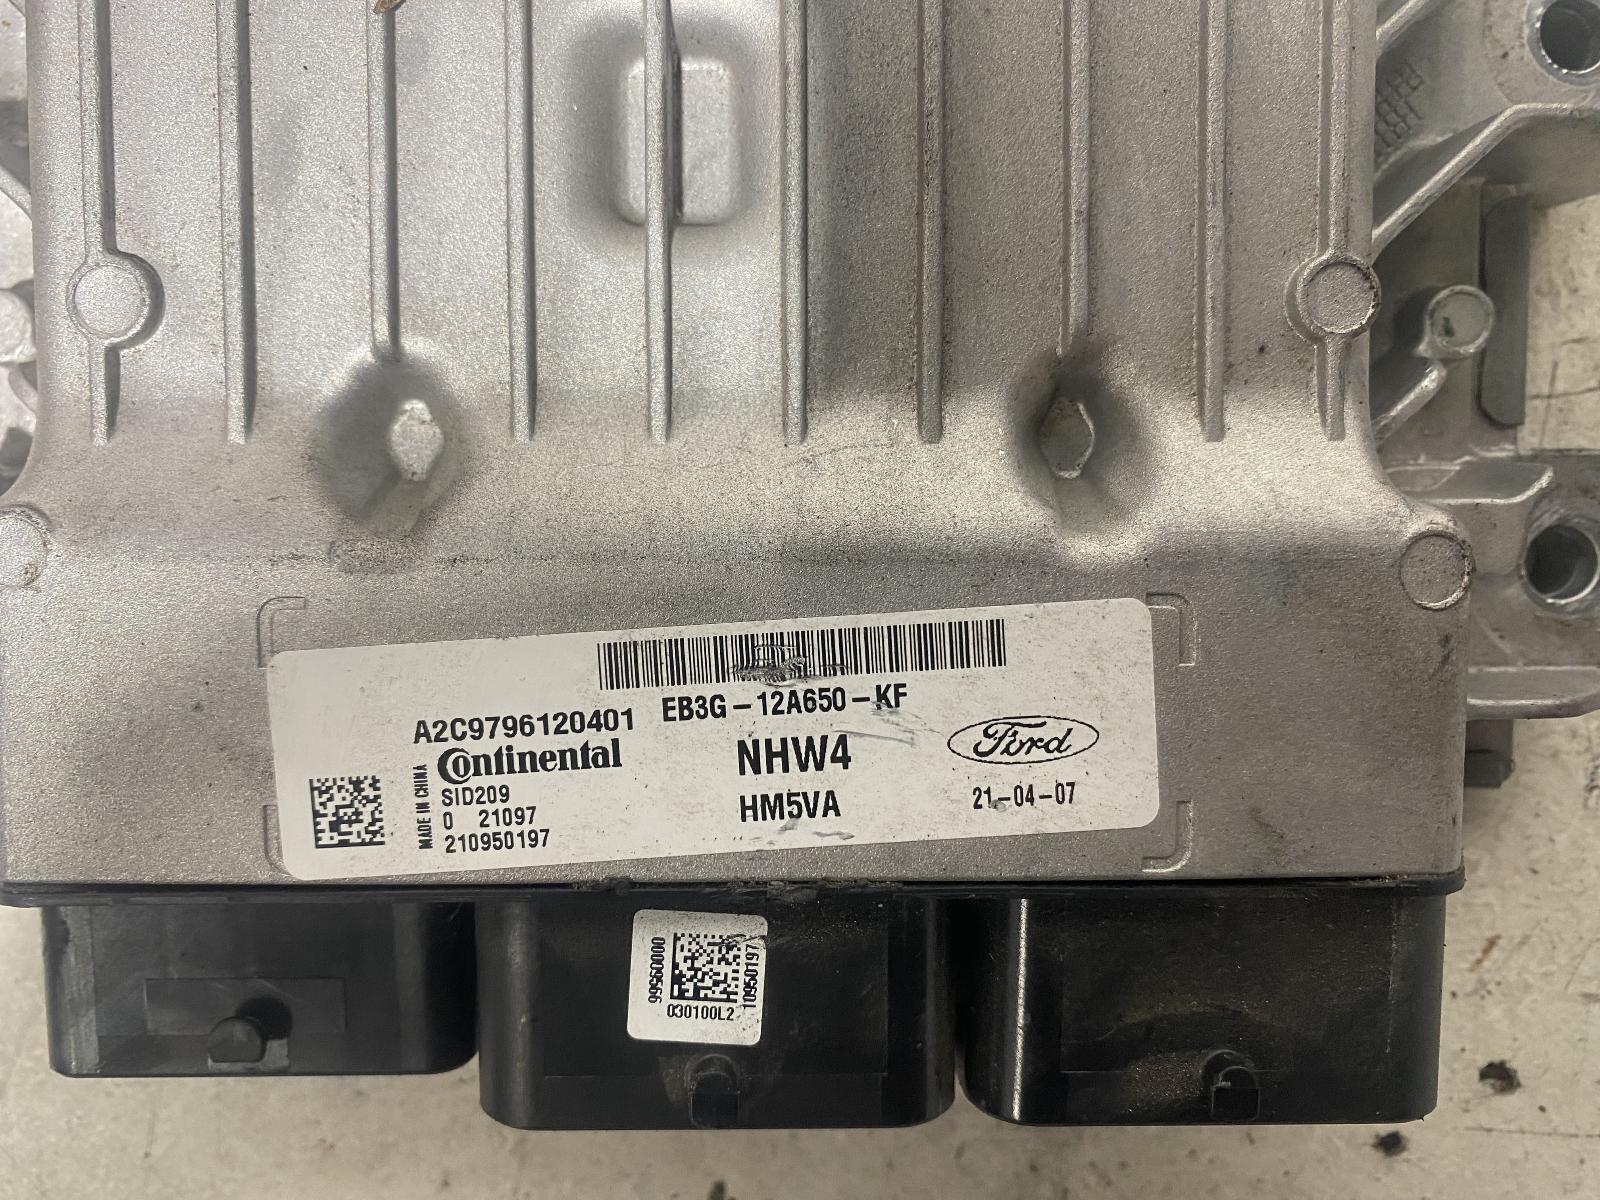 EB3G-12A650-KF
A2C9796120401
Continental
MADE IN CHINA
SID209
0 21097
210950197
NHW4
HM5VA
Ford
21-04-07
99560000
10950197
030100L2